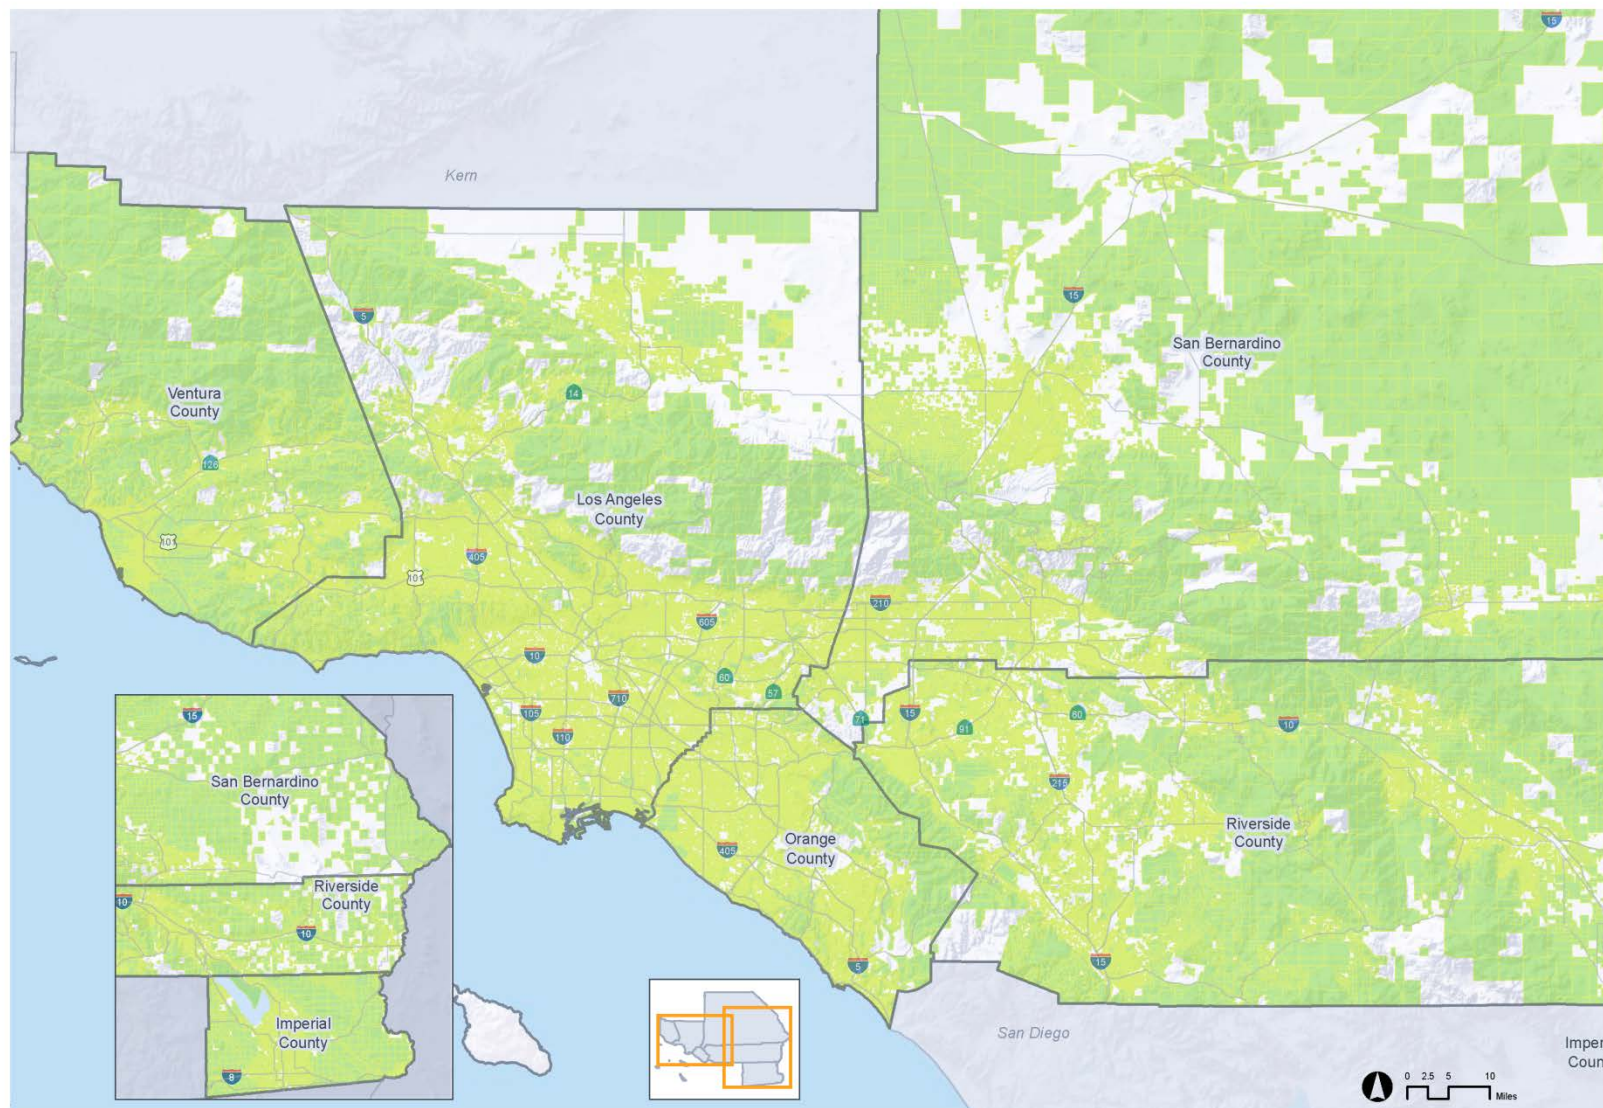 15
Kern
5
15
San Bernardino
County
Ventura
County
14
126
Los Angeles
County
101
405
101
210
605
10
60
57
710
105
110
71
15
91
60
10
215
15
San Bernardino
County
Orange
County
405
Riverside
County
Riverside
County
10
10
5
15
Imperial
County
8
San Diego
Imper
Coun
0 2.5 5 10
Miles